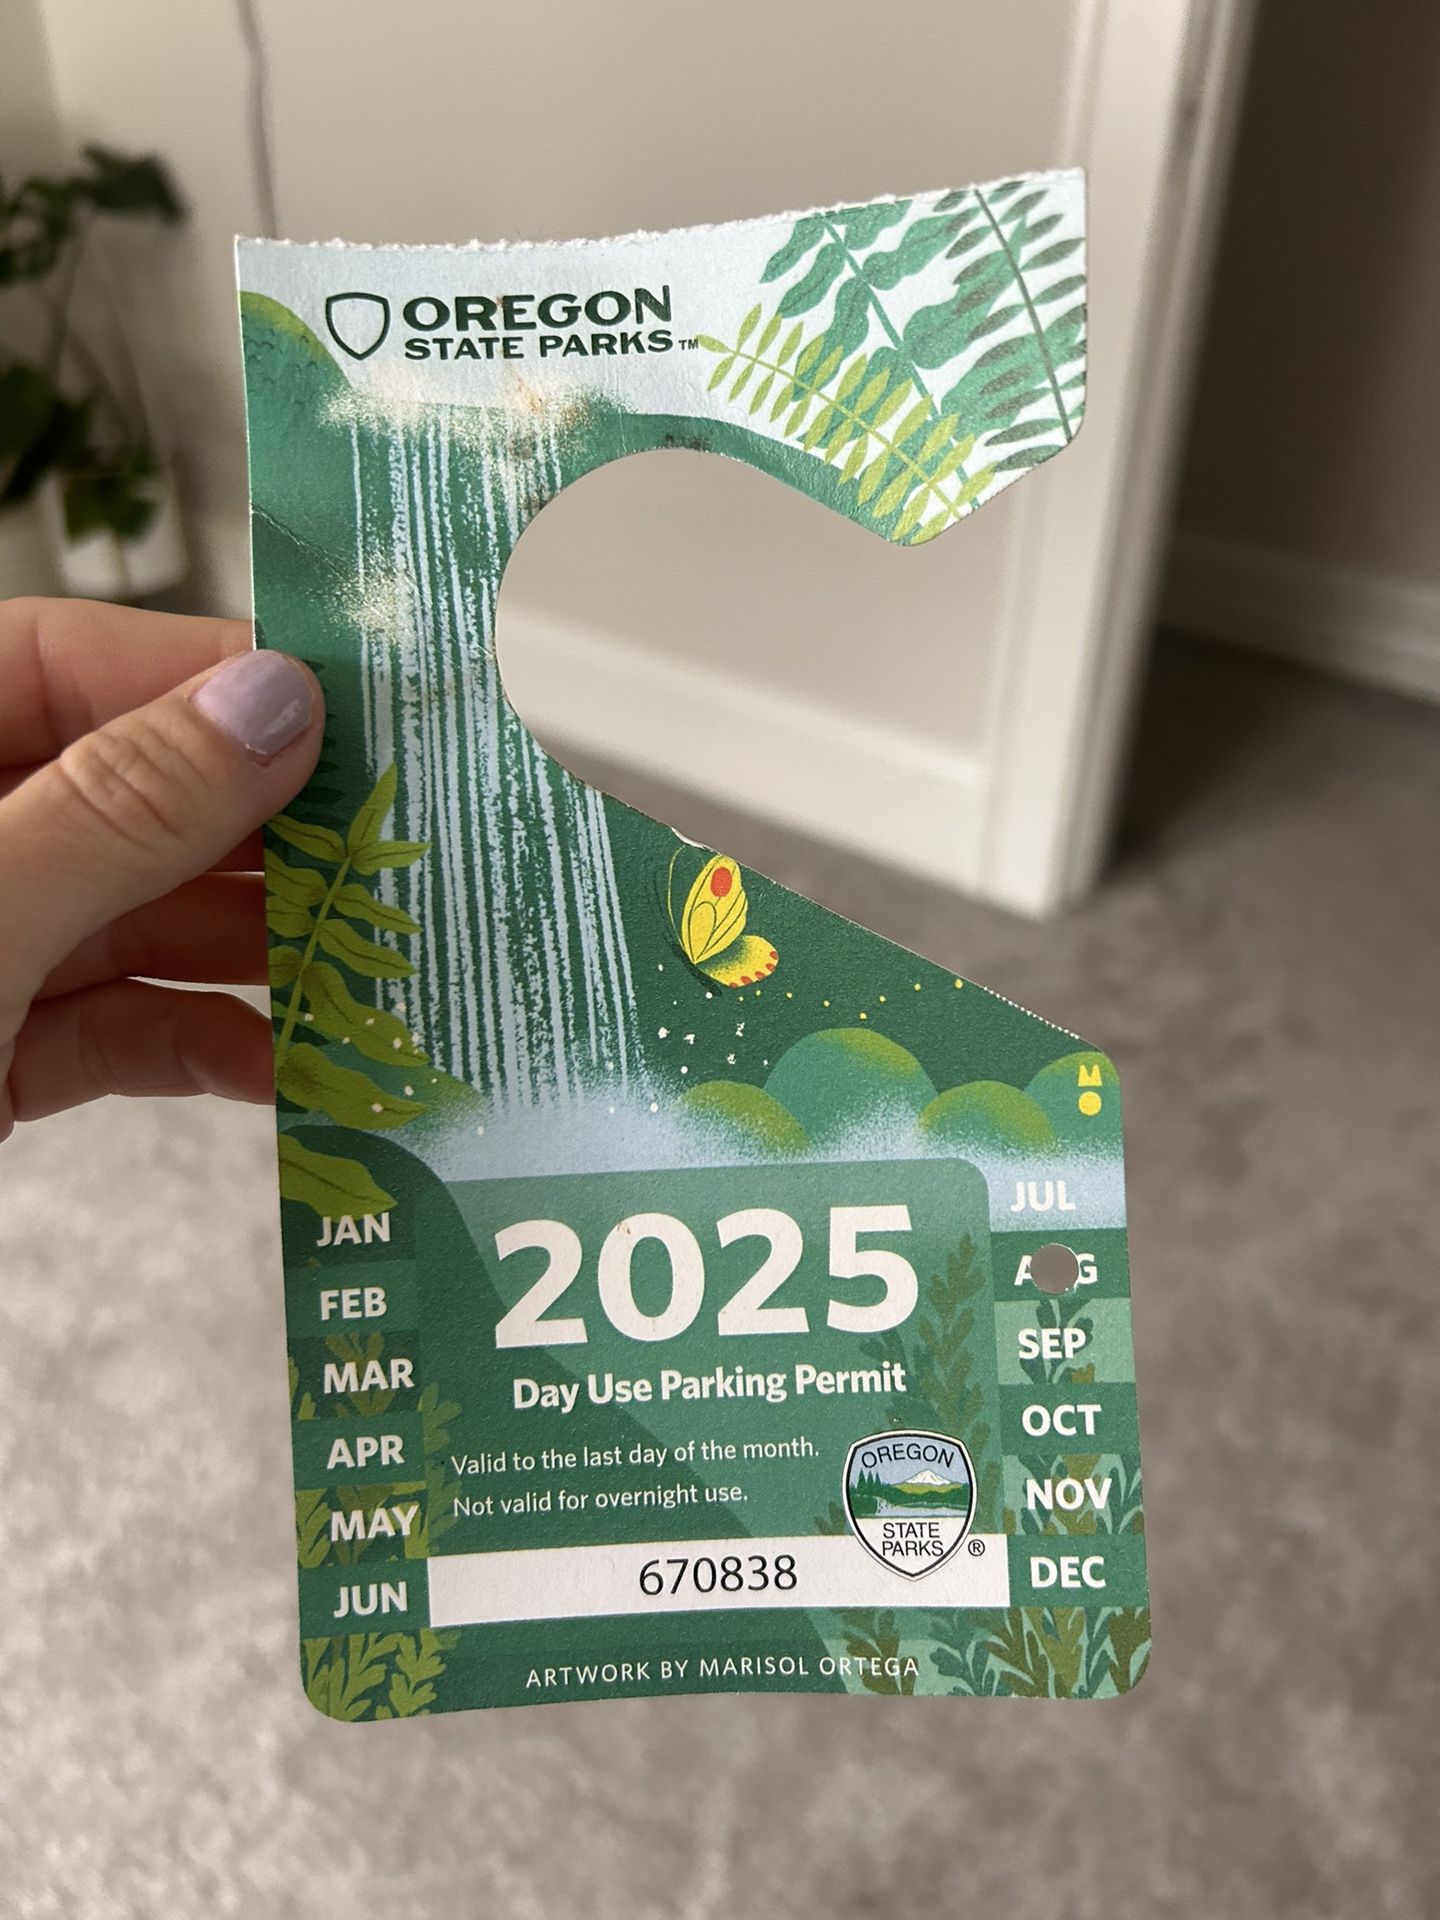 OREGON
STATE PARKS™
MO
JAN
FEB
MAR
APR
MAY
JUN
2025
Day Use Parking Permit
Valid to the last day of the month.
Not valid for overnight use.
OREGON
STATE
PARKS®
670838
JUL
SEP
OCT
NOV
DEC
ARTWORK BY MARISOL ORTEGA